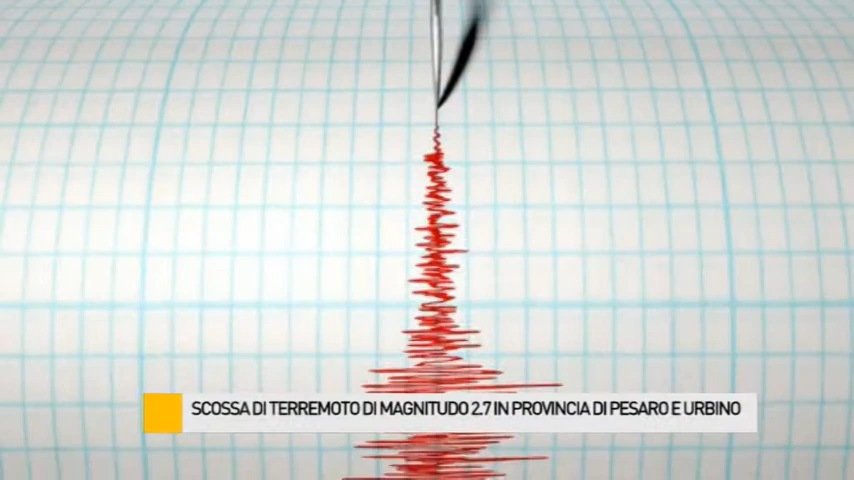 SCOSSA DI TERREMOTO DI MAGNITUDO 2.7 IN PROVINCIA DI PESARO E URBINO